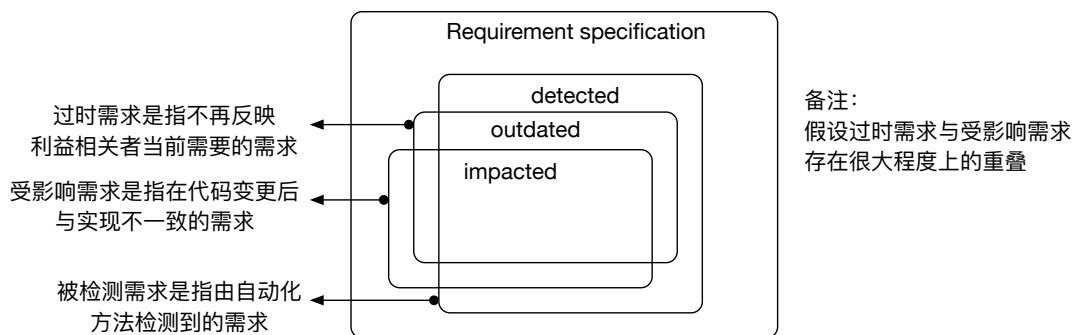 Requirement specification
detected
outdated
impacted
过时需求是指不再反映
利益相关者当前需要的需求
受影响需求是指在代码变更后
与实现不一致的需求
被检测需求是指由自动化
方法检测到的需求
备注：
假设过时需求与受影响需求
存在很大程度上的重叠